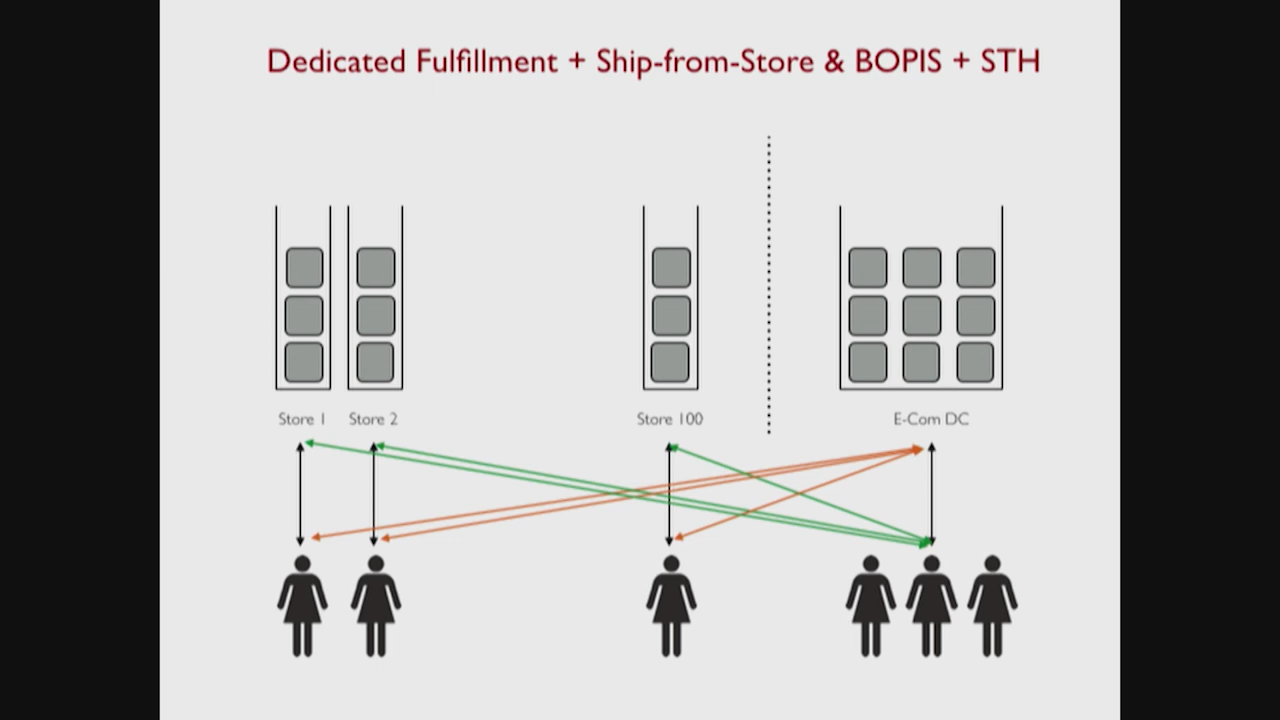 Dedicated Fulfillment + Ship-from-Store & BOPIS + STH
Store 1 Store 2 Store 100 E-Com DC